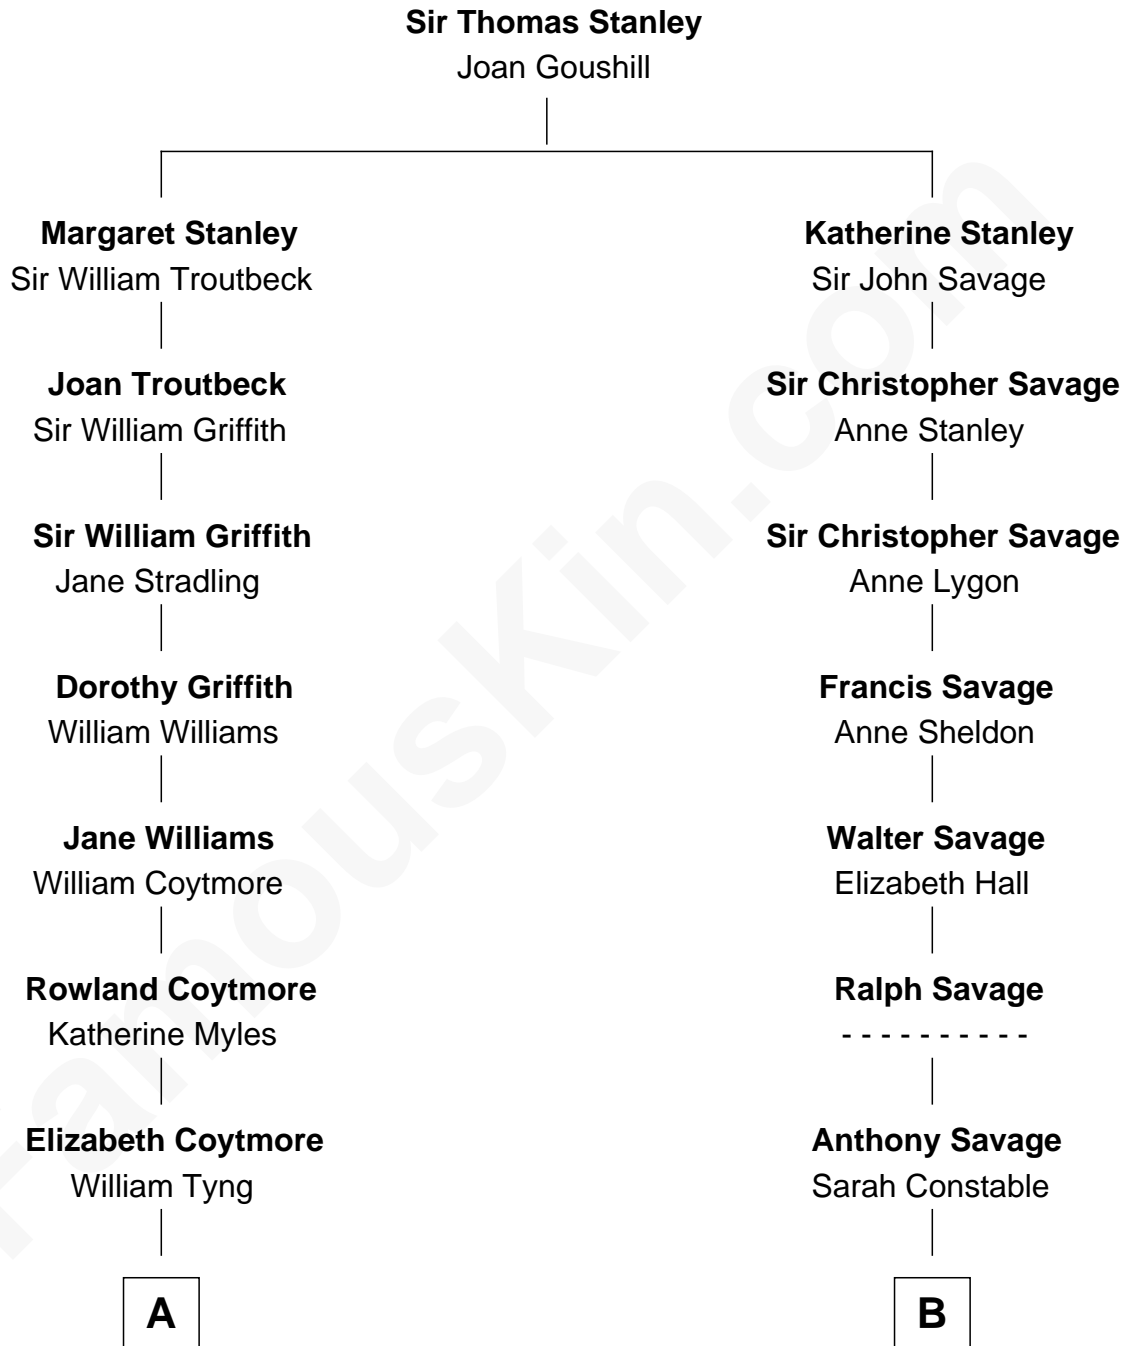 Sir Thomas Stanley
Joan Goushill
Margaret Stanley
Sir William Troutbeck
Katherine Stanley
Sir John Savage
Joan Troutbeck
Sir William Griffith
Sir Christopher Savage
Anne Stanley
Sir William Griffith
Jane Stradling
Sir Christopher Savage
Anne Lygon
Dorothy Griffith
William Williams
Francis Savage
Anne Sheldon
Jane Williams
William Coytmore
Walter Savage
Elizabeth Hall
Rowland Coytmore
Katherine Myles
Ralph Savage
- - - - - - - - - -
Elizabeth Coytmore
William Tyng
Anthony Savage
Sarah Constable
A
B
FamousKin.com